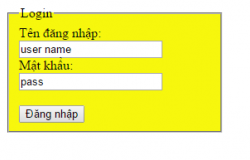 Login
Tên đăng nhập:
user name
Mật khẩu:
pass
Đăng nhập